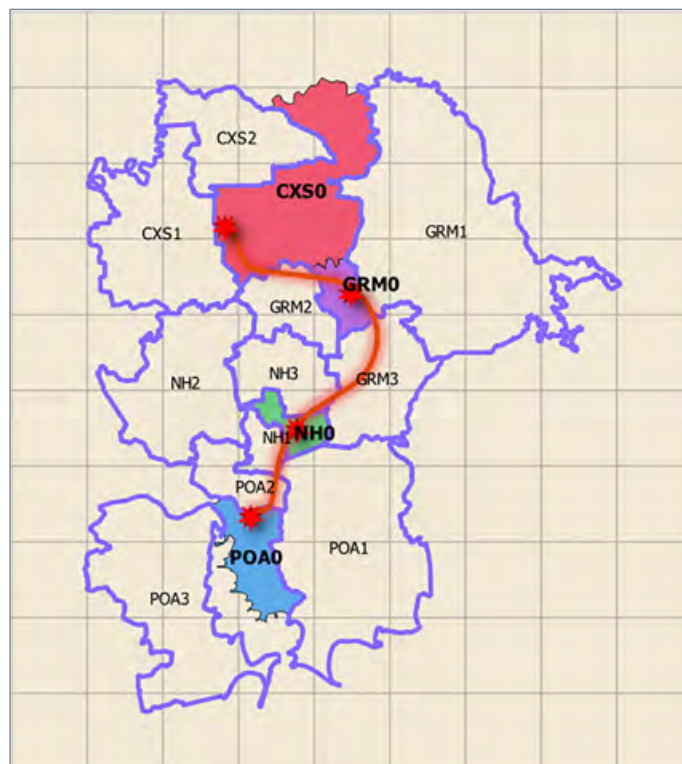 CXS2
CXS0
CXS1
GRM1
GRM0
GRM2
NH3
GRM3
NH2
NH1
NH0
POA2
POA1
POA0
POA3